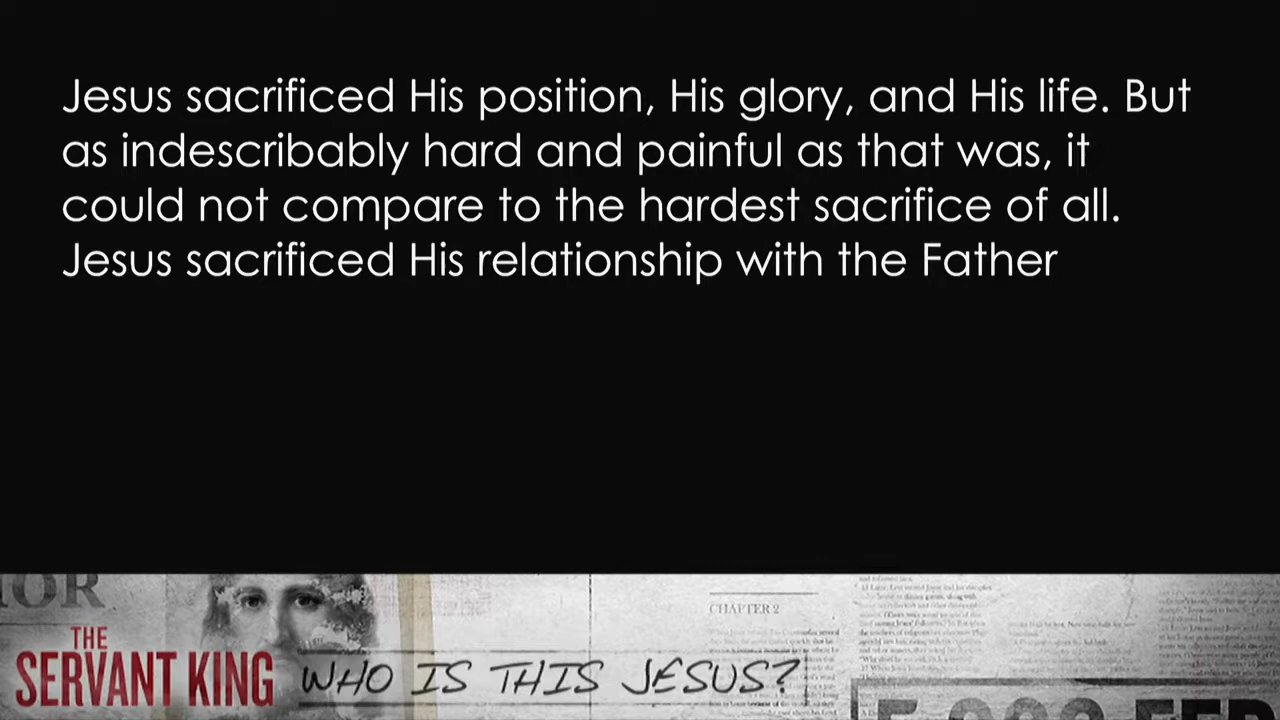 Jesus sacrificed His position, His glory, and His life. But
as indescribably hard and painful as that was, it
could not compare to the hardest sacrifice of all.
Jesus sacrificed His relationship with the Father
IOR
THE
SERVANT KING
WHO IS THIS JESUS?
CHAPTER 2